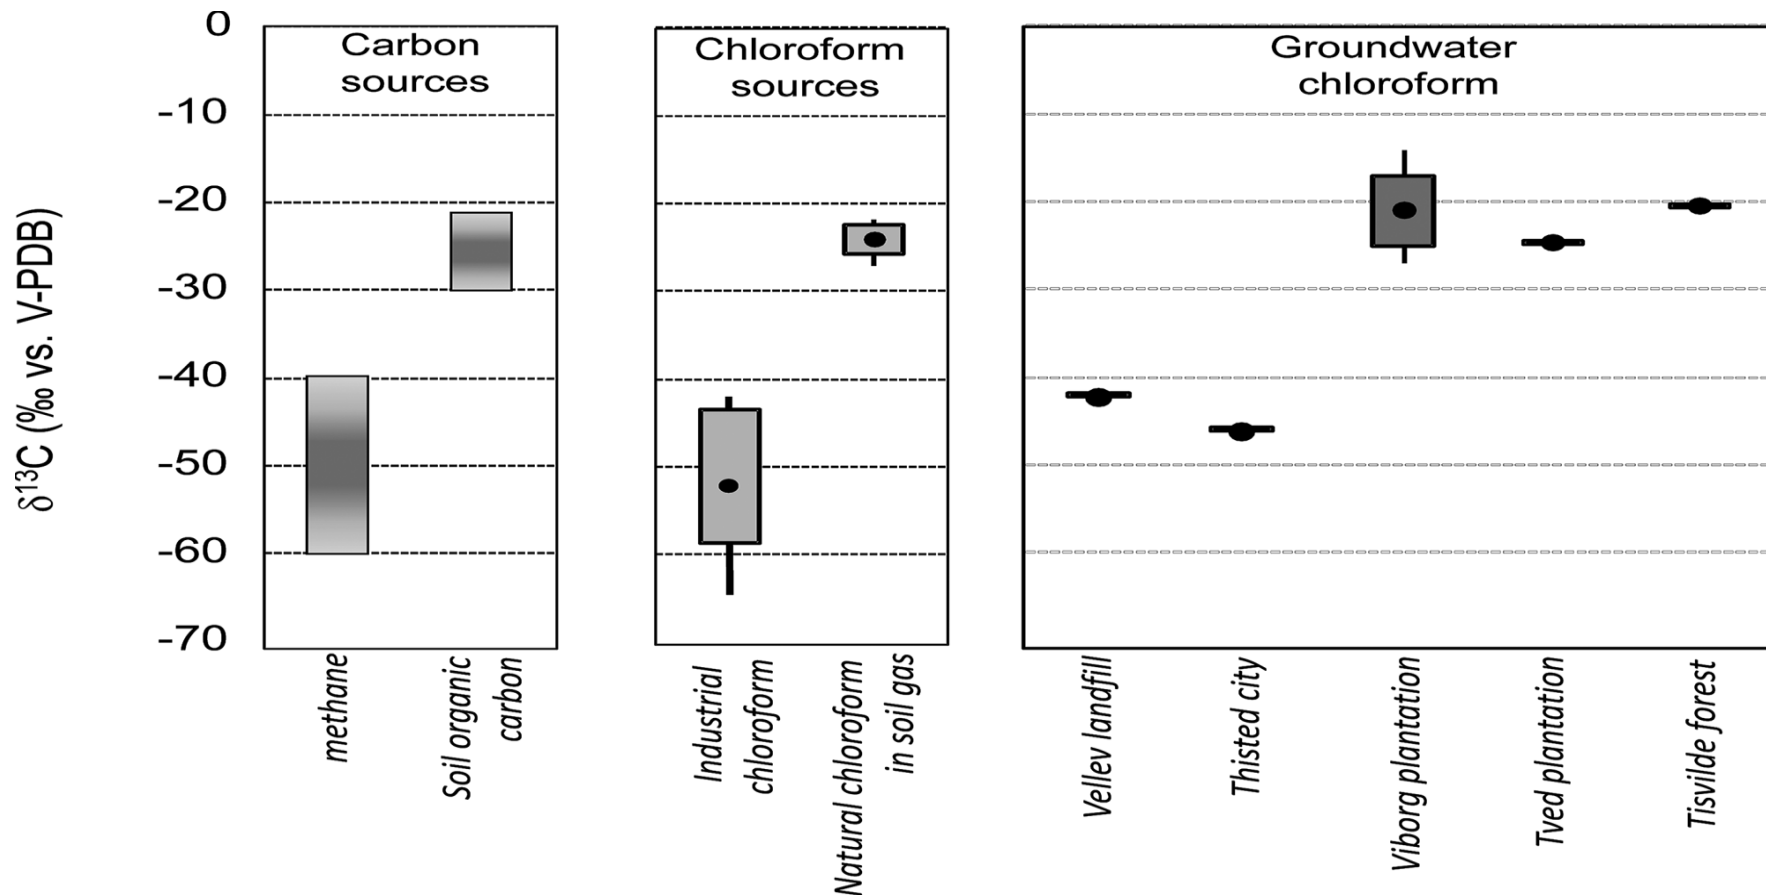 δ¹³C (‰ vs. V-PDB)
0
-10
-20
-30
-40
-50
-60
-70
Carbon
sources
methane
Soil organic
carbon
Chloroform
sources
Industrial
chloroform
Natural chloroform
in soil gas
Groundwater
chloroform
Vellev landfill
Thisted city
Viborg plantation
Tved plantation
Tisvilde forest